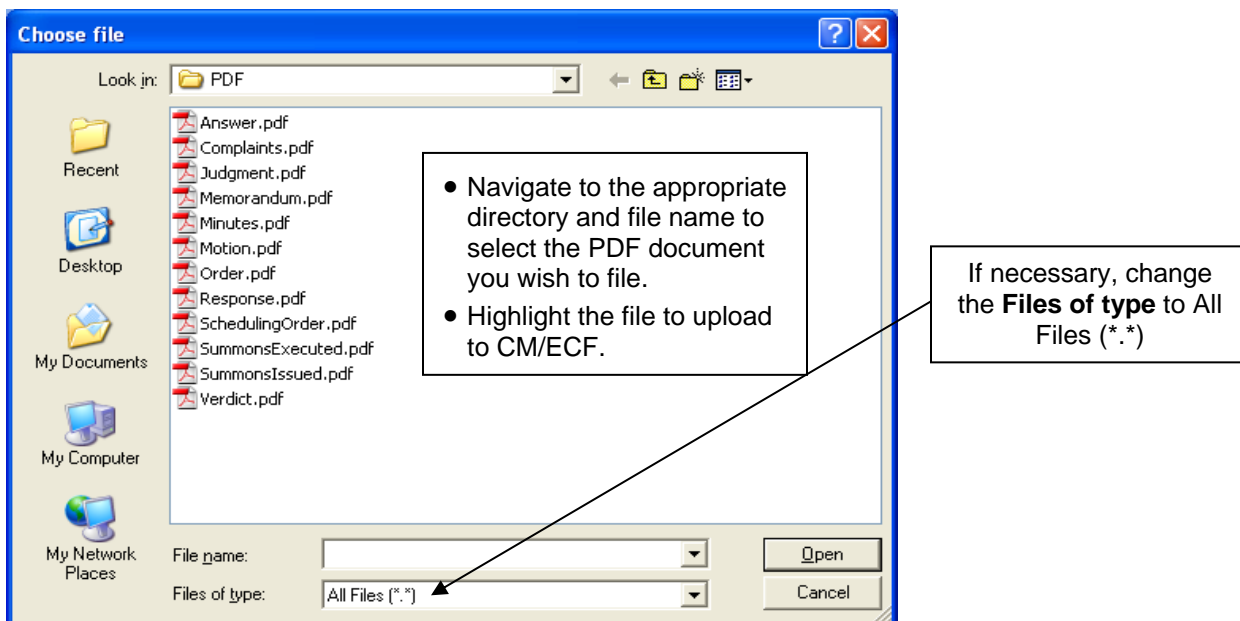 Choose file
Look in:
PDF
Recent
Desktop
My Documents
My Computer
My Network
Places
Answer.pdf
Complaints.pdf
Judgment.pdf
Memorandum.pdf
Minutes.pdf
Motion.pdf
Order.pdf
Response.pdf
SchedulingOrder.pdf
SummonsExecuted.pdf
SummonsIssued.pdf
Verdict.pdf
• Navigate to the appropriate
directory and file name to
select the PDF document
you wish to file.
• Highlight the file to upload
to CM/ECF.
If necessary, change
the Files of type to All
Files (*.*)
File name:
Open
Files of type:
All Files (*.*)
Cancel